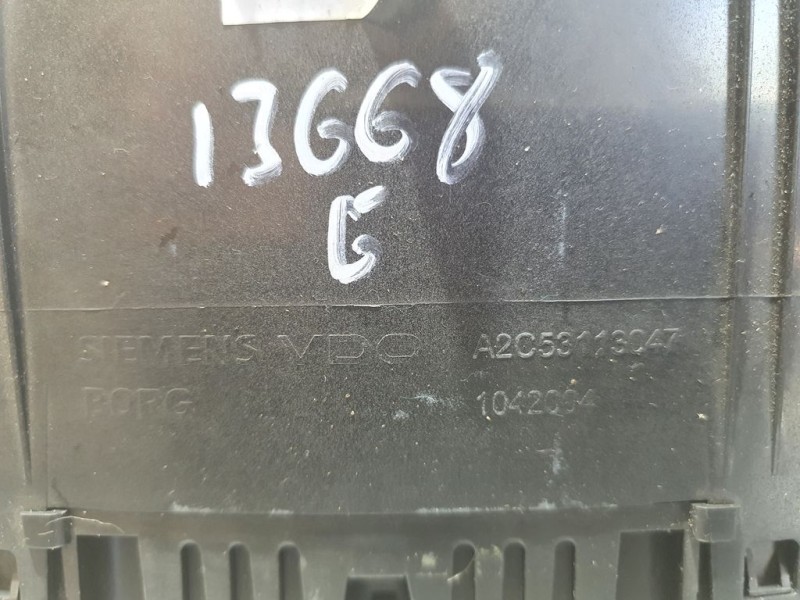 13668
G
SIEMENS VDO A2C53113047
PORG 1042004